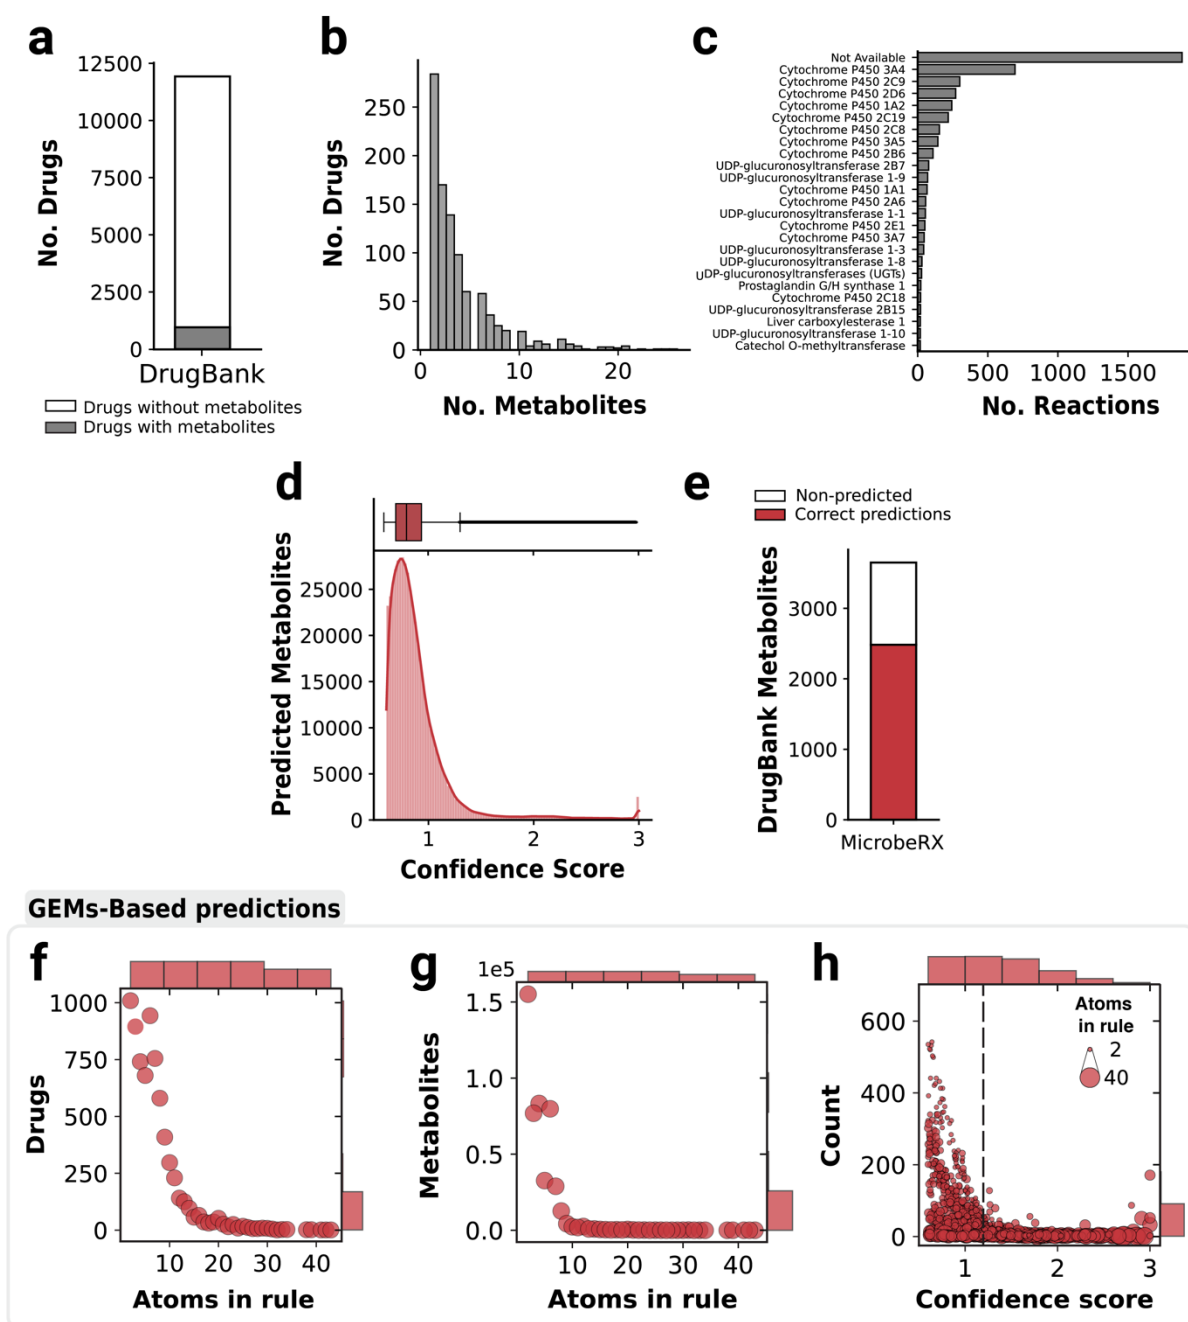 a
12500
10000
7500
5000
2500
0
No. Drugs
DrugBank
Drugs without metabolites
Drugs with metabolites
b
250
200
150
100
50
0
No. Drugs
0 10 20
No. Metabolites
c
Not Available
Cytochrome P450 3A4
Cytochrome P450 2C9
Cytochrome P450 2D6
Cytochrome P450 1A2
Cytochrome P450 2C19
Cytochrome P450 2C8
Cytochrome P450 3A5
Cytochrome P450 2B6
UDP-glucuronosyltransferase 2B7
UDP-glucuronosyltransferase 1-9
Cytochrome P450 1A1
Cytochrome P450 2A6
UDP-glucuronosyltransferase 1-1
Cytochrome P450 2E1
Cytochrome P450 3A7
UDP-glucuronosyltransferase 1-3
UDP-glucuronosyltransferase 1-8
UDP-glucuronosyltransferases (UGTs)
Prostaglandin G/H synthase 1
Cytochrome P450 2C18
UDP-glucuronosyltransferase 2B15
Liver carboxylesterase 1
UDP-glucuronosyltransferase 1-10
Catechol O-methyltransferase
0 500 1000 1500
No. Reactions
d
25000
20000
15000
10000
5000
0
Predicted Metabolites
1 2 3
Confidence Score
e
Non-predicted
Correct predictions
3000
2000
1000
0
DrugBank Metabolites
MicrobeRX
GEMs-Based predictions
f
1000
750
500
250
0
Drugs
10 20 30 40
Atoms in rule
g
1e5
1.5
1.0
0.5
0.0
Metabolites
10 20 30 40
Atoms in rule
h
Atoms
in rule
2
40
600
400
200
0
Count
1 2 3
Confidence score